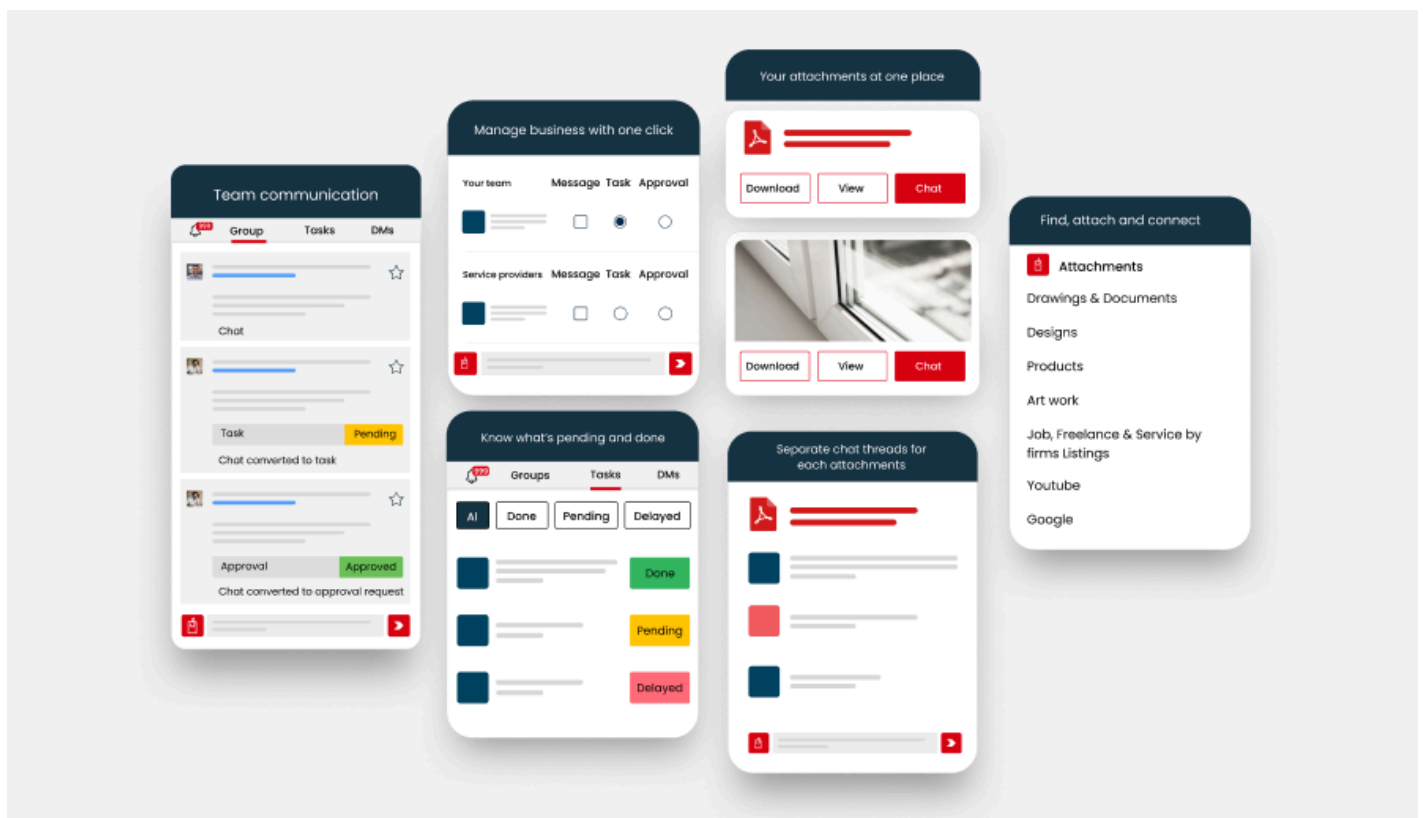 Team communication
999
Group Tasks DMs
Chat
Task Pending
Chat converted to task
Approval Approved
Chat converted to approval request
Manage business with one click
Your team Message Task Approval
Service providers Message Task Approval
Know what's pending and done
999
Groups Tasks DMs
Al Done Pending Delayed
Done
Pending
Delayed
Your attachments at one place
Download View Chat
Download View Chat
Separate chat threads for
each attachments
Find, attach and connect
Attachments
Drawings & Documents
Designs
Products
Art work
Job, Freelance & Service by
firms Listings
Youtube
Google